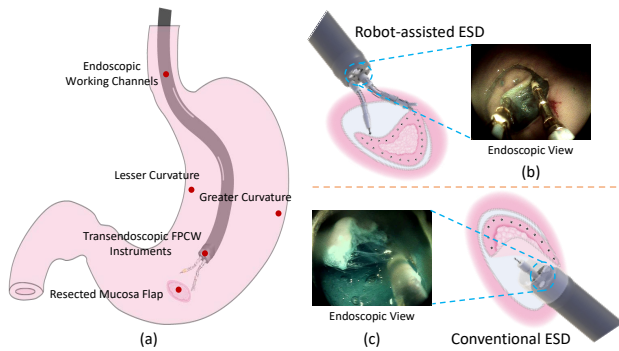 Endoscopic
Working Channels
Lesser Curvature
Greater Curvature
Transendoscopic FPCW
Instruments
Resected Mucosa Flap
(a)
Robot-assisted ESD
Endoscopic View
(b)
Endoscopic View
(c)
Conventional ESD